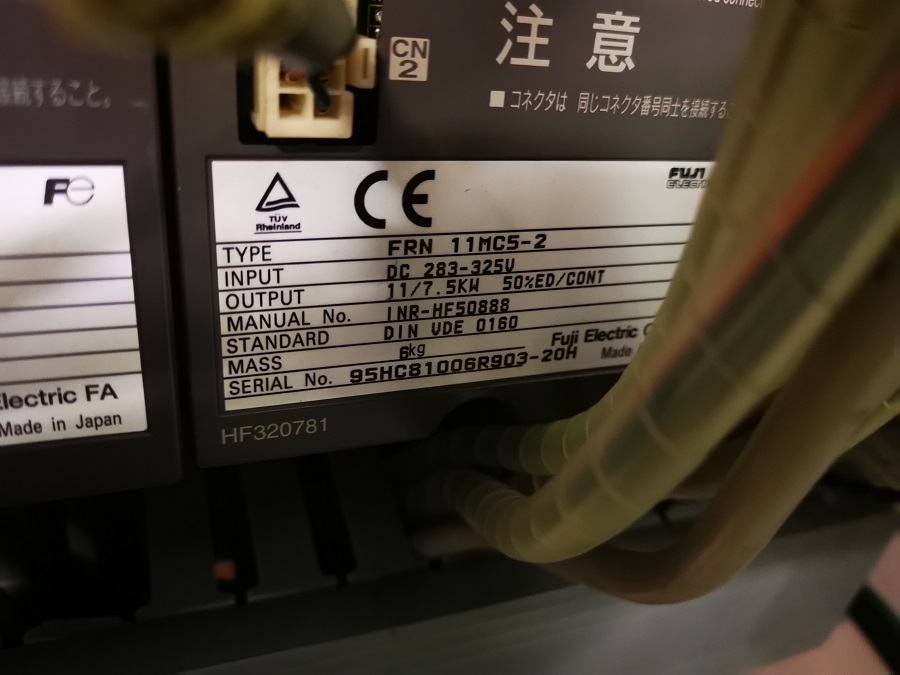 CN
2
注意
■ コネクタは 同じコネクタ番号同士を接続する
接続すること。
Fe
TÜV
Rheinland
CE
FUJI
TYPE FRN 11MC5-2
INPUT DC 283-325V
OUTPUT 11/7.5KW 50%ED/CONT
MANUAL No. INR-HF50888
STANDARD DIN VDE 0160
MASS 6kg
Fuji Electric
SERIAL No. 95HC81006R903-20H Made
HF320781
Electric FA
Made in Japan